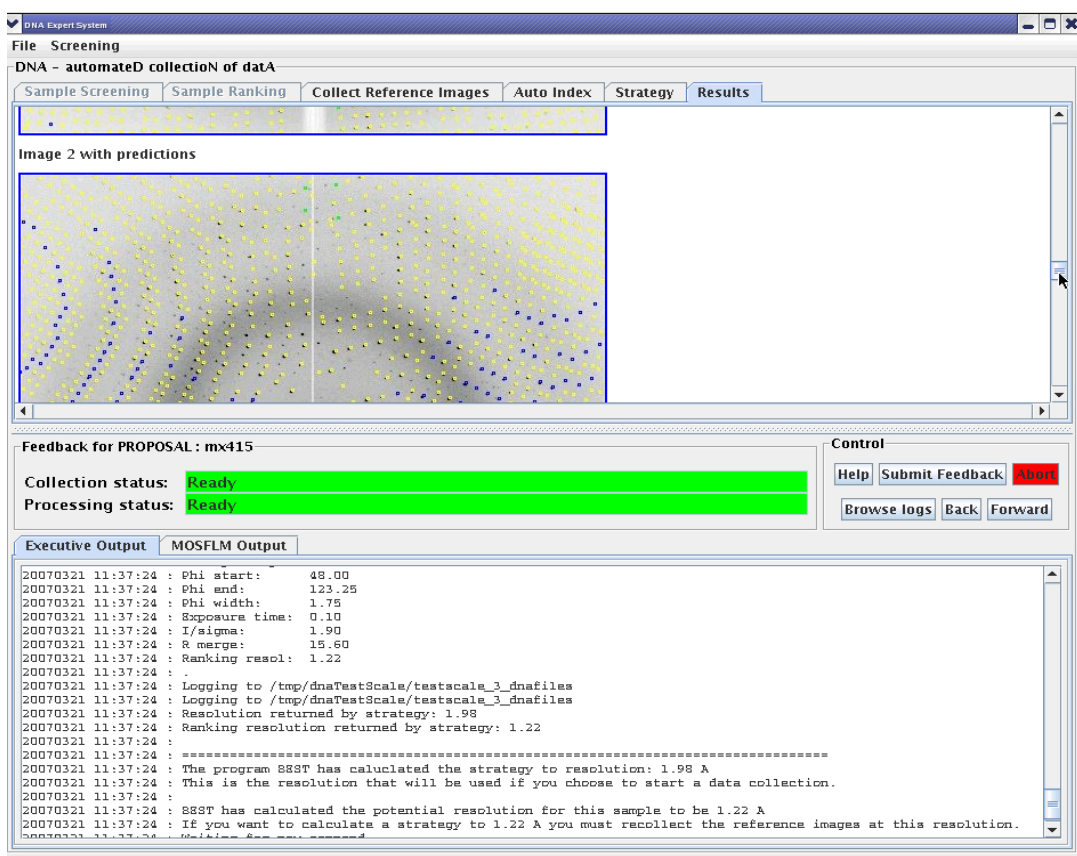 DNA Expert System
File Screening
DNA - automateD collectioN of datA
Sample Screening Sample Ranking Collect Reference Images Auto Index Strategy Results
Image 2 with predictions
Feedback for PROPOSAL : mx415
Control
Collection status: Ready
Help Submit Feedback Abort
Processing status: Ready
Browse logs Back Forward
Executive Output MOSFLM Output
20070321 11:37:24 : Phi start: 48.00
20070321 11:37:24 : Phi end: 123.25
20070321 11:37:24 : Phi width: 1.75
20070321 11:37:24 : Exposure time: 0.10
20070321 11:37:24 : I/sigma: 1.90
20070321 11:37:24 : R merge: 15.60
20070321 11:37:24 : Ranking resol: 1.22
20070321 11:37:24 : .
20070321 11:37:24 : Logging to /tmp/dnaTestScale/testscale_3_dnafiles
20070321 11:37:24 : Logging to /tmp/dnaTestScale/testscale_3_dnafiles
20070321 11:37:24 : Resolution returned by strategy: 1.98
20070321 11:37:24 : Ranking resolution returned by strategy: 1.22
20070321 11:37:24 :
20070321 11:37:24 : ==============================================================================
20070321 11:37:24 : The program BEST has caluclated the strategy to resolution: 1.98 A
20070321 11:37:24 : This is the resolution that will be used if you choose to start a data collection.
20070321 11:37:24 :
20070321 11:37:24 : BEST has calculated the potential resolution for this sample to be 1.22 A
20070321 11:37:24 : If you want to calculate a strategy to 1.22 A you must recollect the reference images at this resolution.